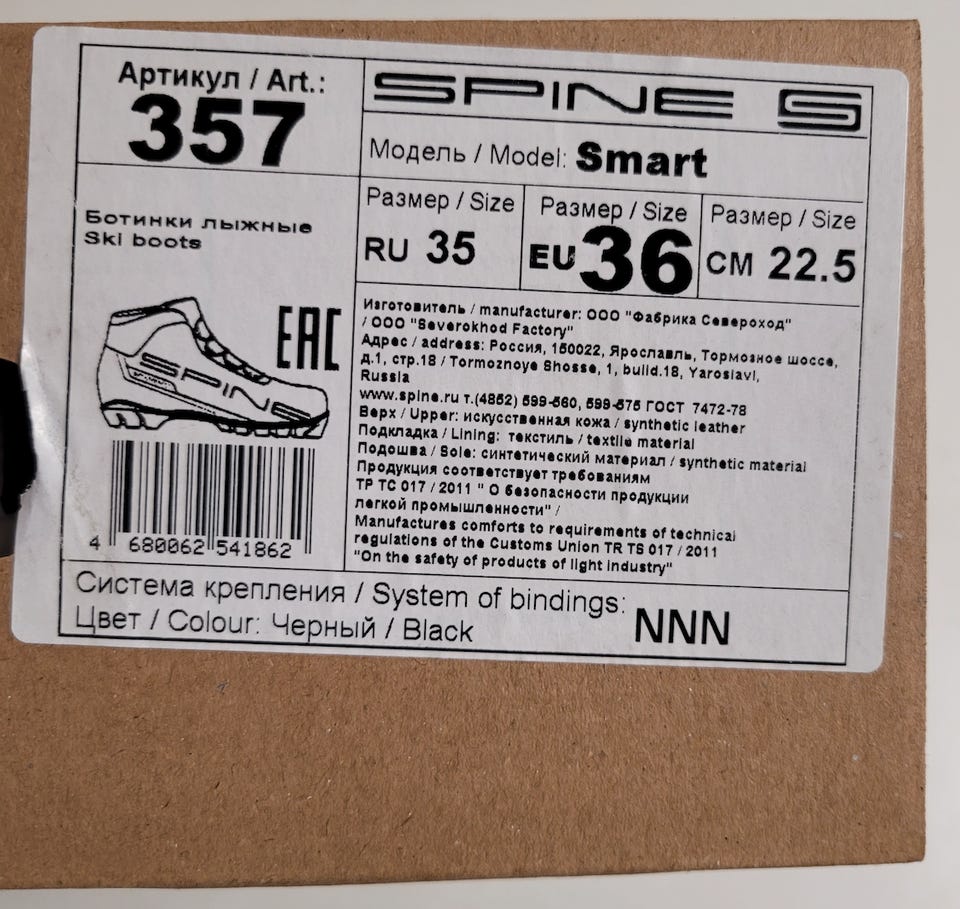 Артикул / Art.:
357
SPINE S
Модель / Model: Smart
Размер / Size
RU 35
Размер / Size
EU 36
Размер / Size
СМ 22.5
Ботинки лыжные
Ski boots
EAC
SPINE
4 680062 541862
Изготовитель / manufacturer: ООО "Фабрика Североход"
/ ООО "Severokhod Factory"
Адрес / address: Россия, 150022, Ярославль, Тормозное шоссе,
д.1, стр.18 / Tormoznoye Shosse, 1, build.18, Yaroslavl,
Russia
www.spine.ru т.(4852) 599-560, 599-575 ГОСТ 7472-78
Верх / Upper: искусственная кожа / synthetic leather
Подкладка / Lining: текстиль / textile material
Подошва / Sole: синтетический материал / synthetic material
Продукция соответствует требованиям
ТР ТС 017 / 2011 " О безопасности продукции
легкой промышленности" /
Manufactures comforts to requirements of technical
regulations of the Customs Union TR TS 017 / 2011
"On the safety of products of light industry"
Система крепления / System of bindings: NNN
Цвет / Colour: Черный / Black